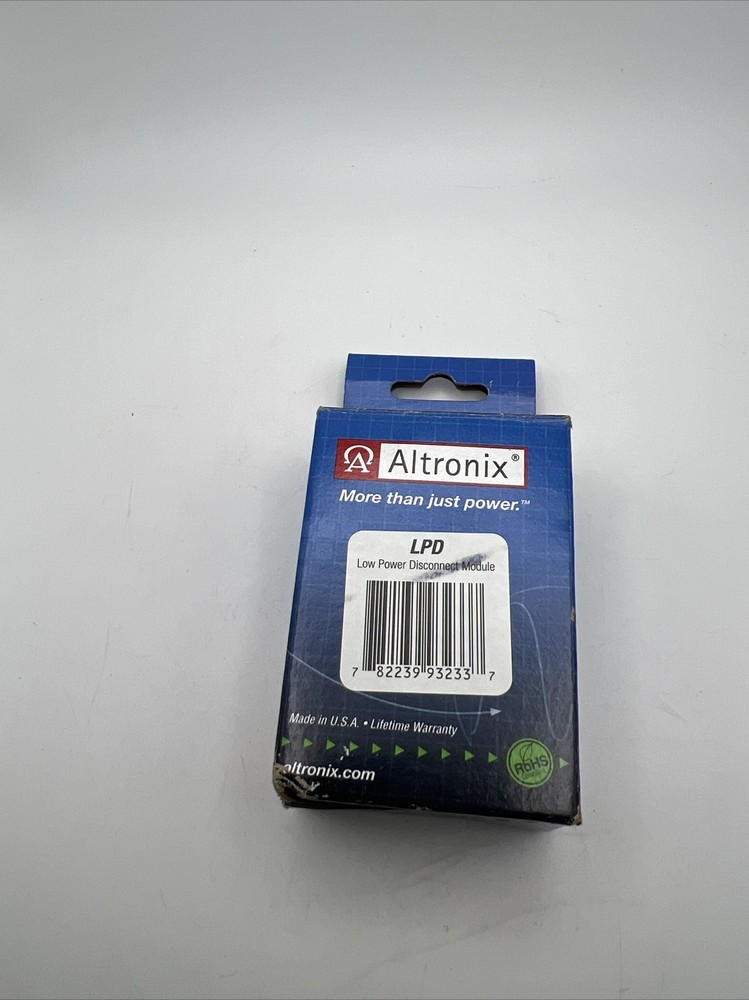 Altronix®
More than just power.™
LPD
Low Power Disconnect Module
7 82239 93233 7
Made in U.S.A. • Lifetime Warranty
RoHS
altronix.com